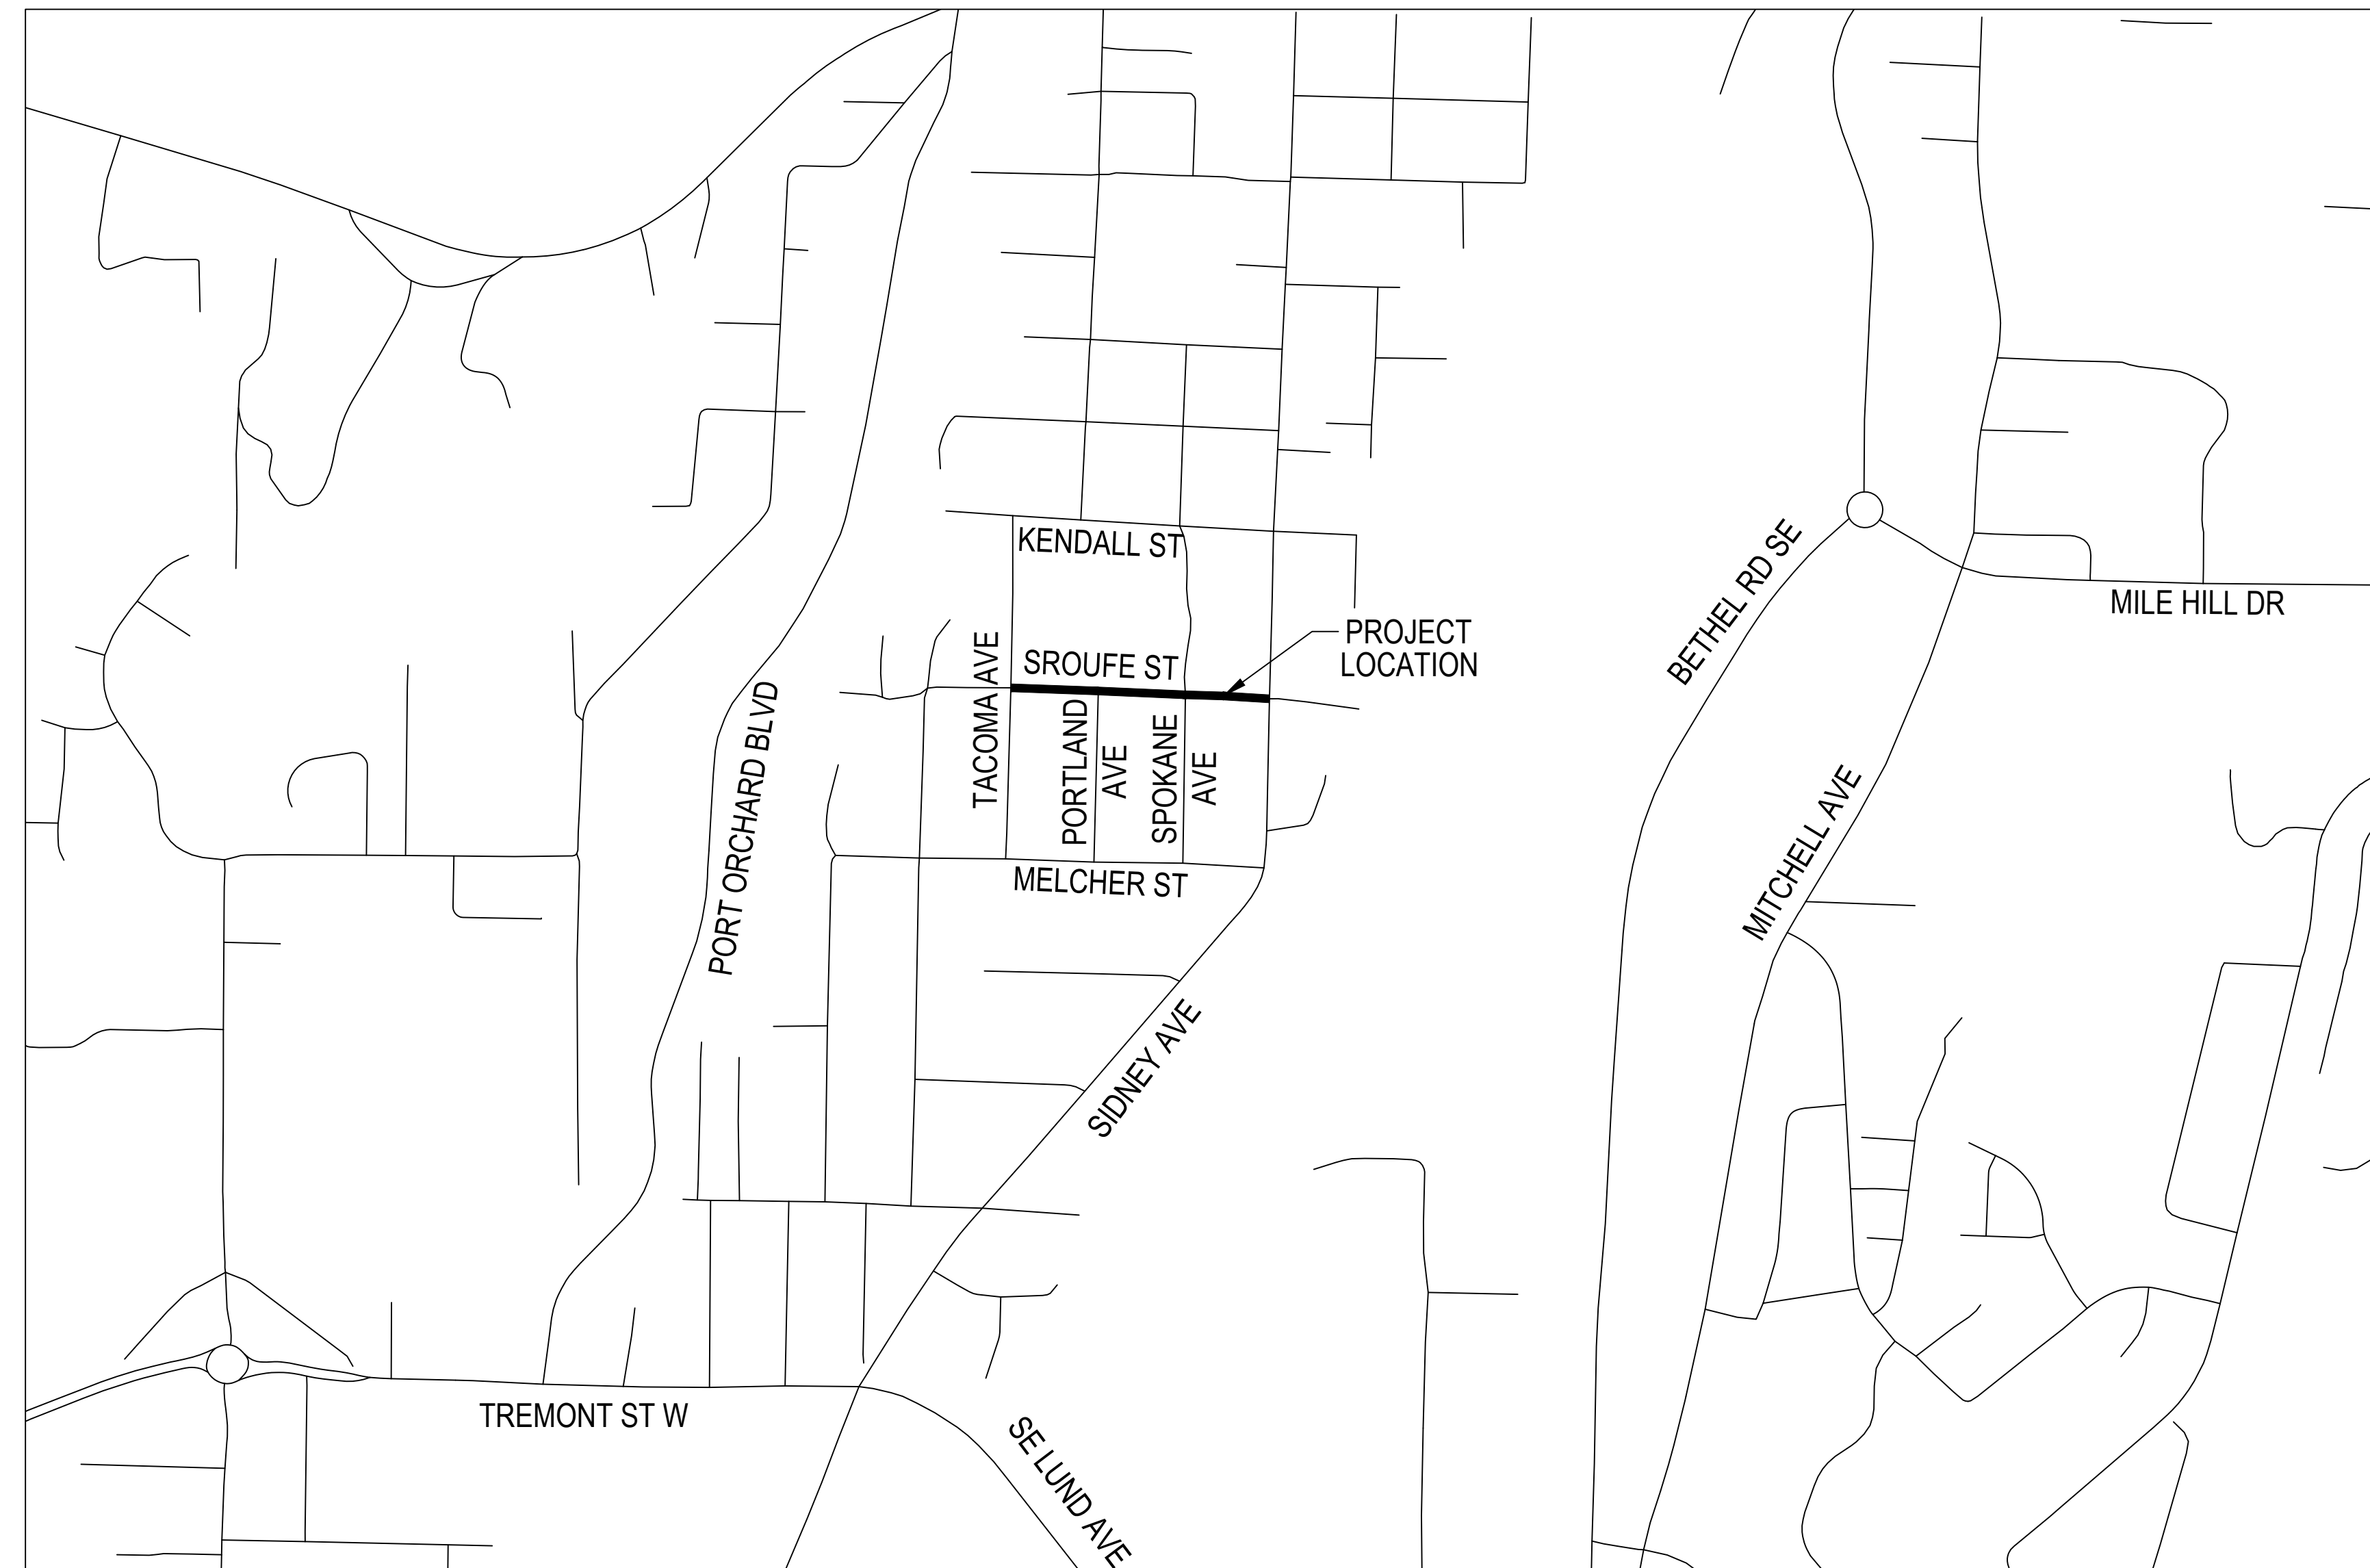 KENDALL ST
BETHEL RD SE
MILE HILL DR
PROJECT
LOCATION
SROUFE ST
TACOMA AVE
PORTLAND
AVE
SPOKANE
AVE
PORT ORCHARD BLVD
MITCHELL AVE
MELCHER ST
SIDNEY AVE
TREMONT ST W
SE LUND AVE